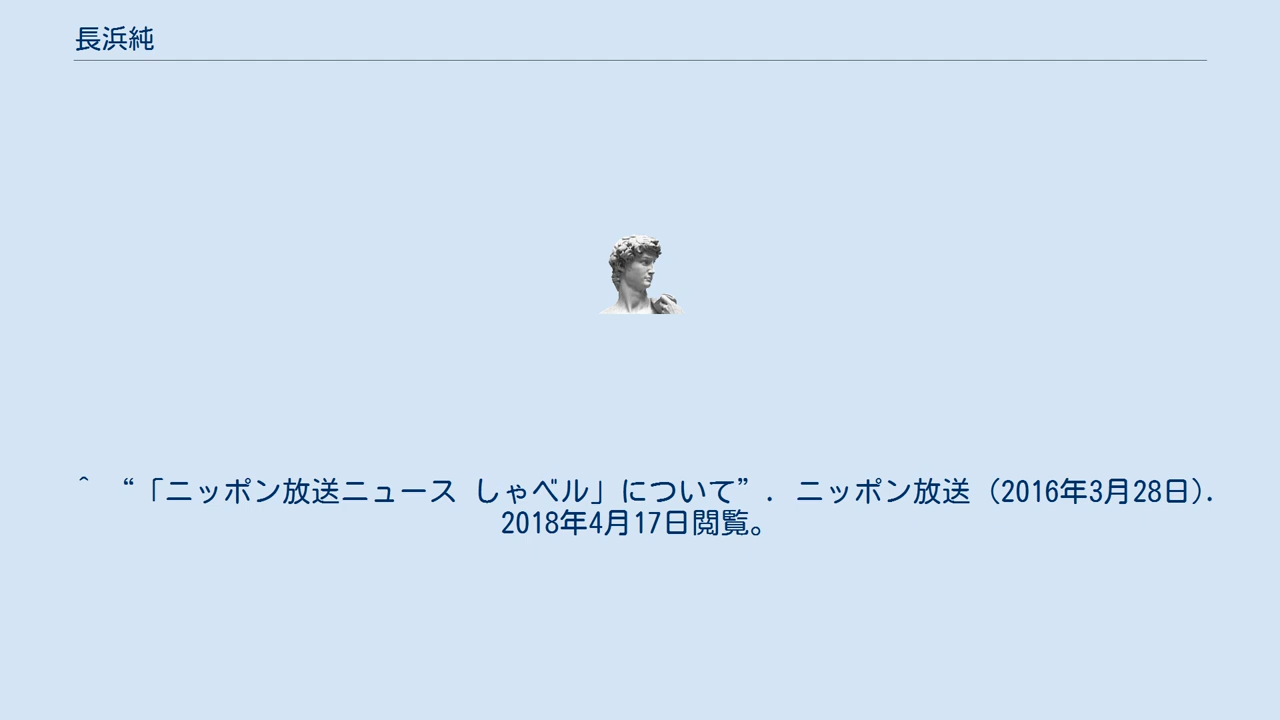 長浜純
^ “「ニッポン放送ニュース しゃベル」について”. ニッポン放送 (2016年3月28日).
2018年4月17日閲覧。